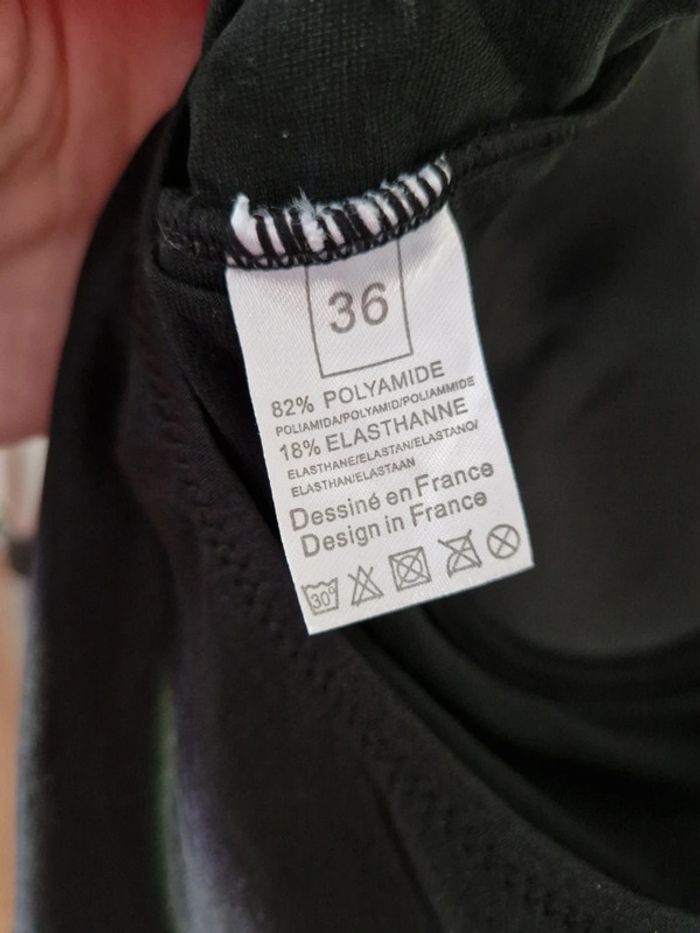 36
82% POLYAMIDE
POLIAMIDA/POLYAMID/POLIAMMIDE
18% ELASTHANNE
ELASTHANE/ELASTAN/ELASTANO/
ELASTHAN/ELASTAAN
Dessiné en France
Design in France
30°